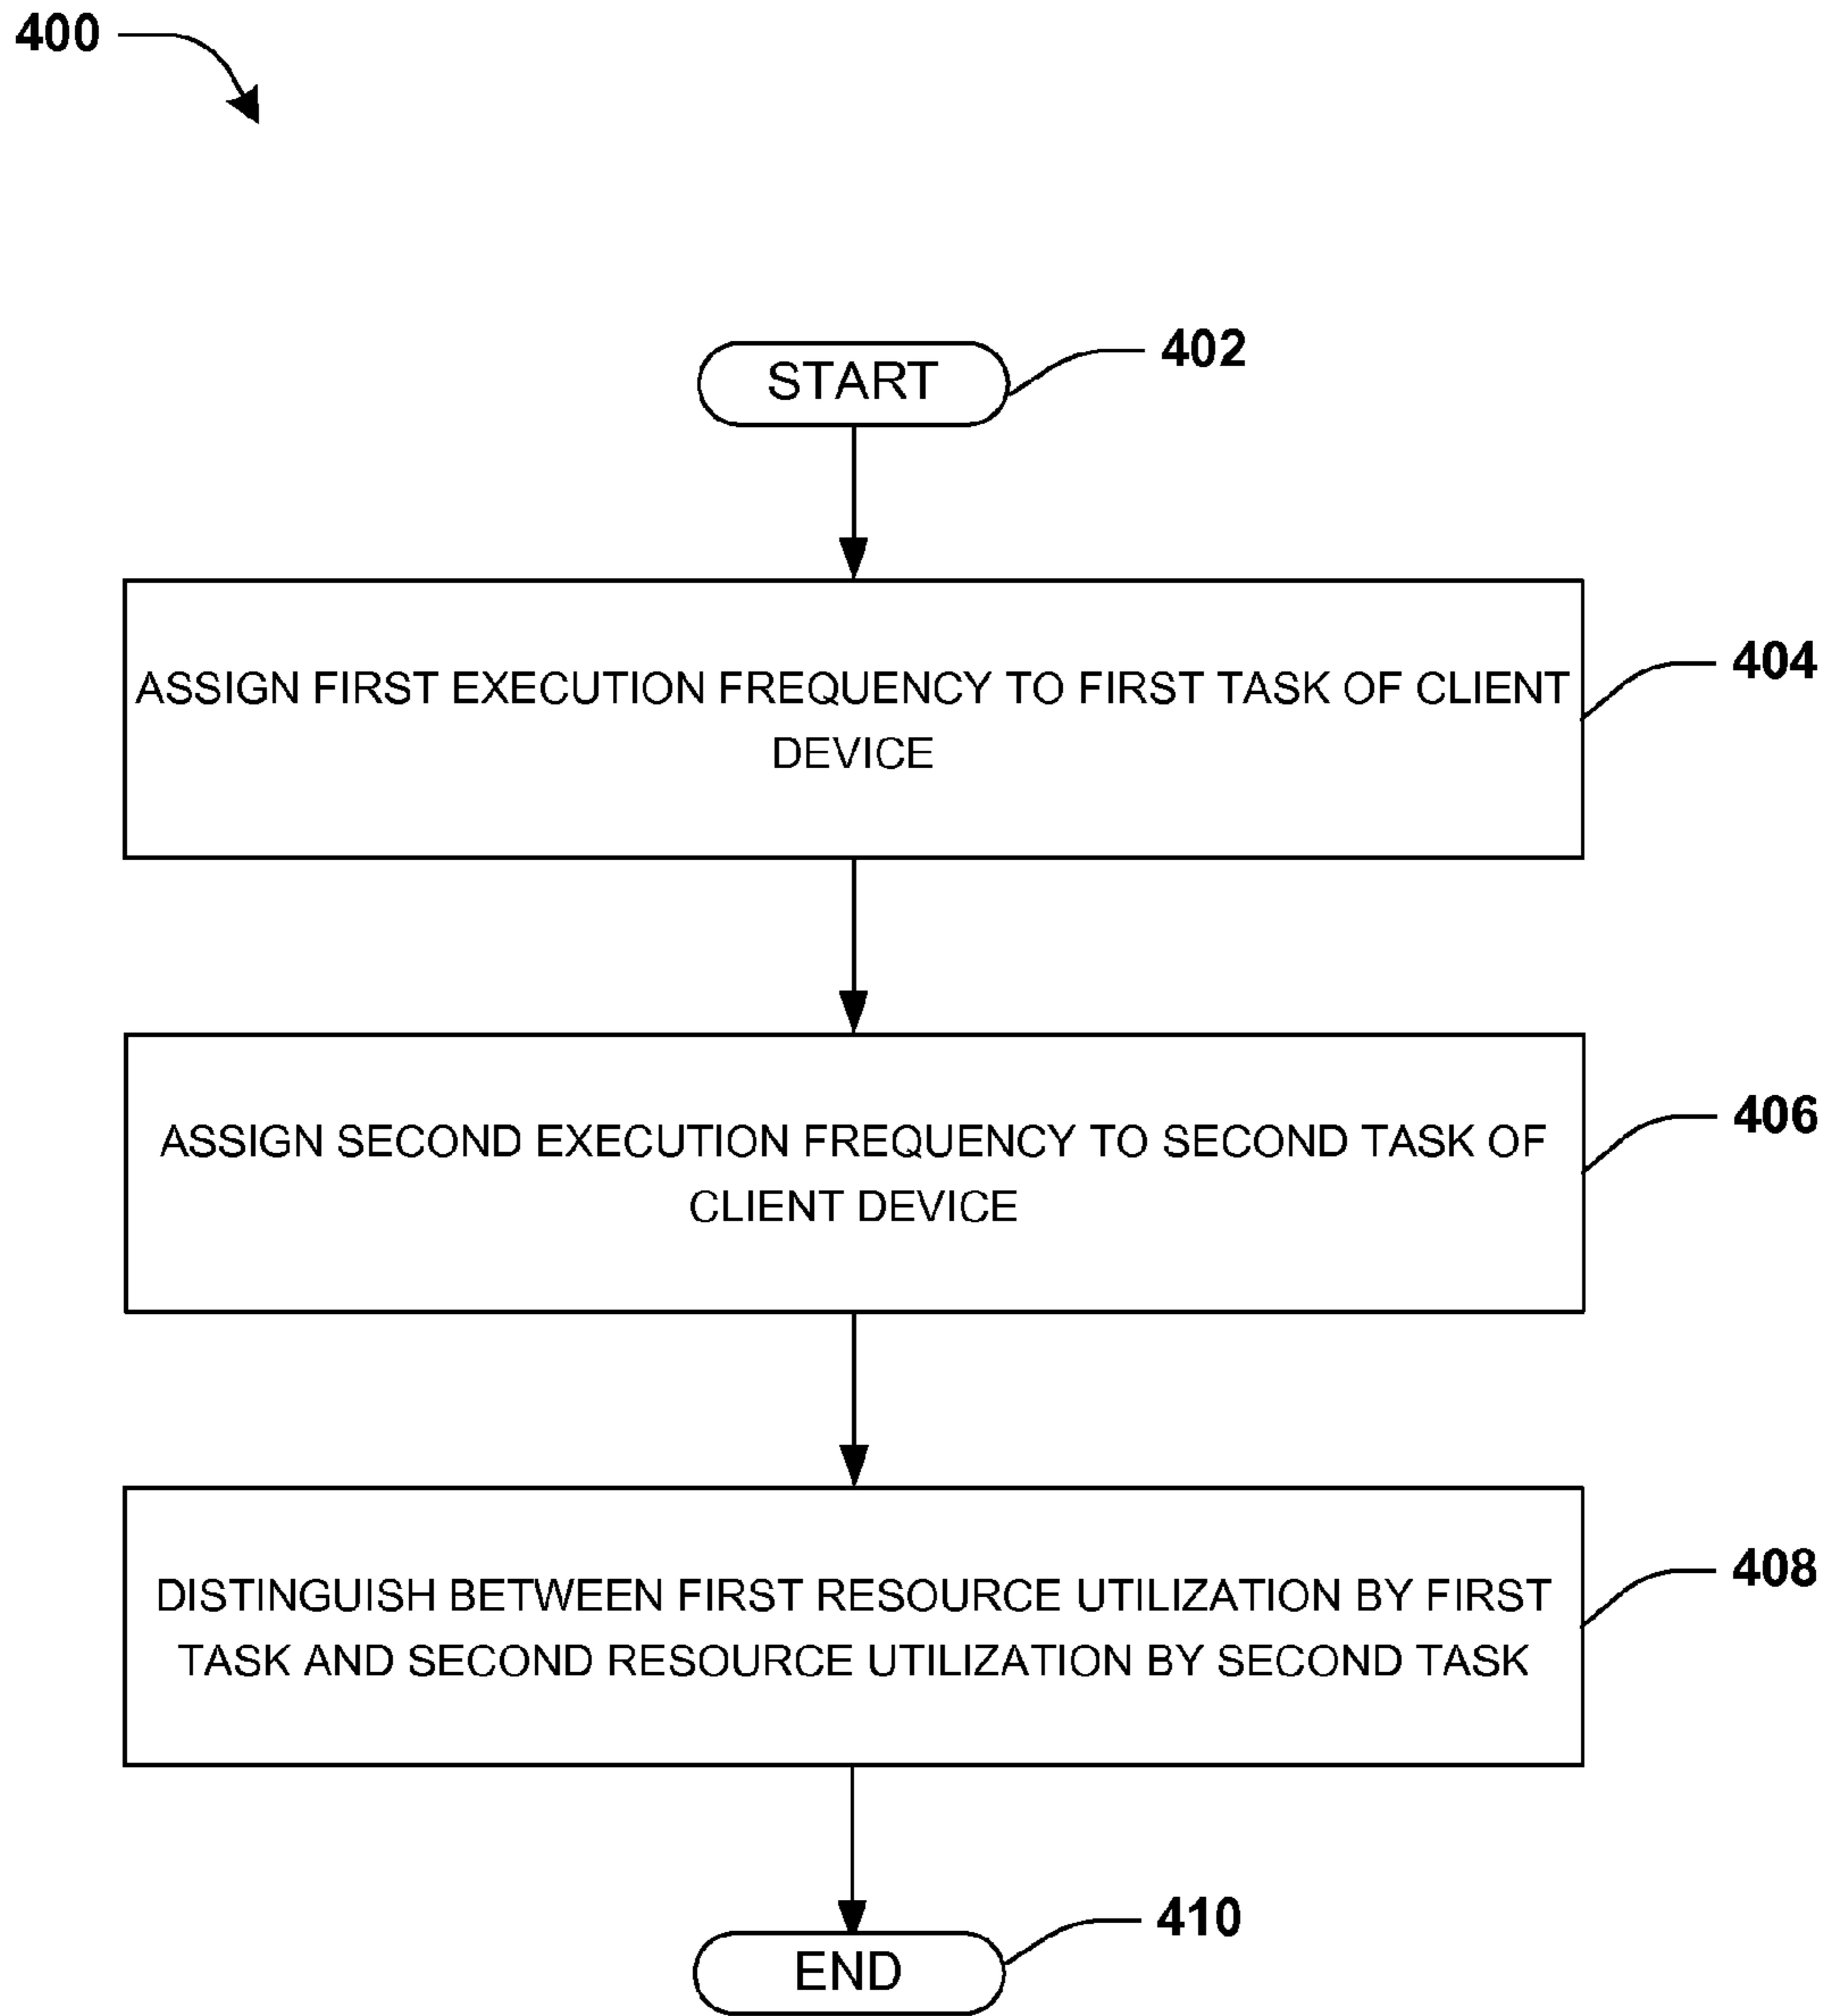 400
START
402
ASSIGN FIRST EXECUTION FREQUENCY TO FIRST TASK OF CLIENT
DEVICE
404
ASSIGN SECOND EXECUTION FREQUENCY TO SECOND TASK OF
CLIENT DEVICE
406
DISTINGUISH BETWEEN FIRST RESOURCE UTILIZATION BY FIRST
TASK AND SECOND RESOURCE UTILIZATION BY SECOND TASK
408
END
410